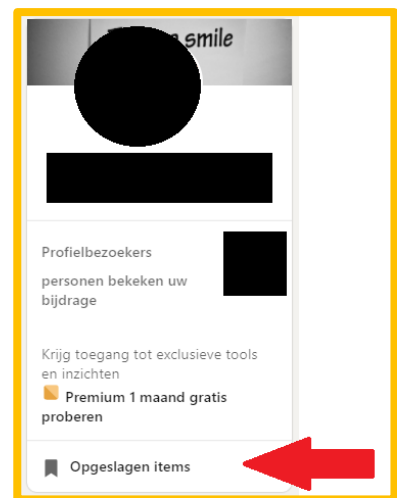 smile
Profielbezoekers
personen bekeken uw
bijdrage
Krijg toegang tot exclusieve tools
en inzichten
Premium 1 maand gratis
proberen
Opgeslagen items